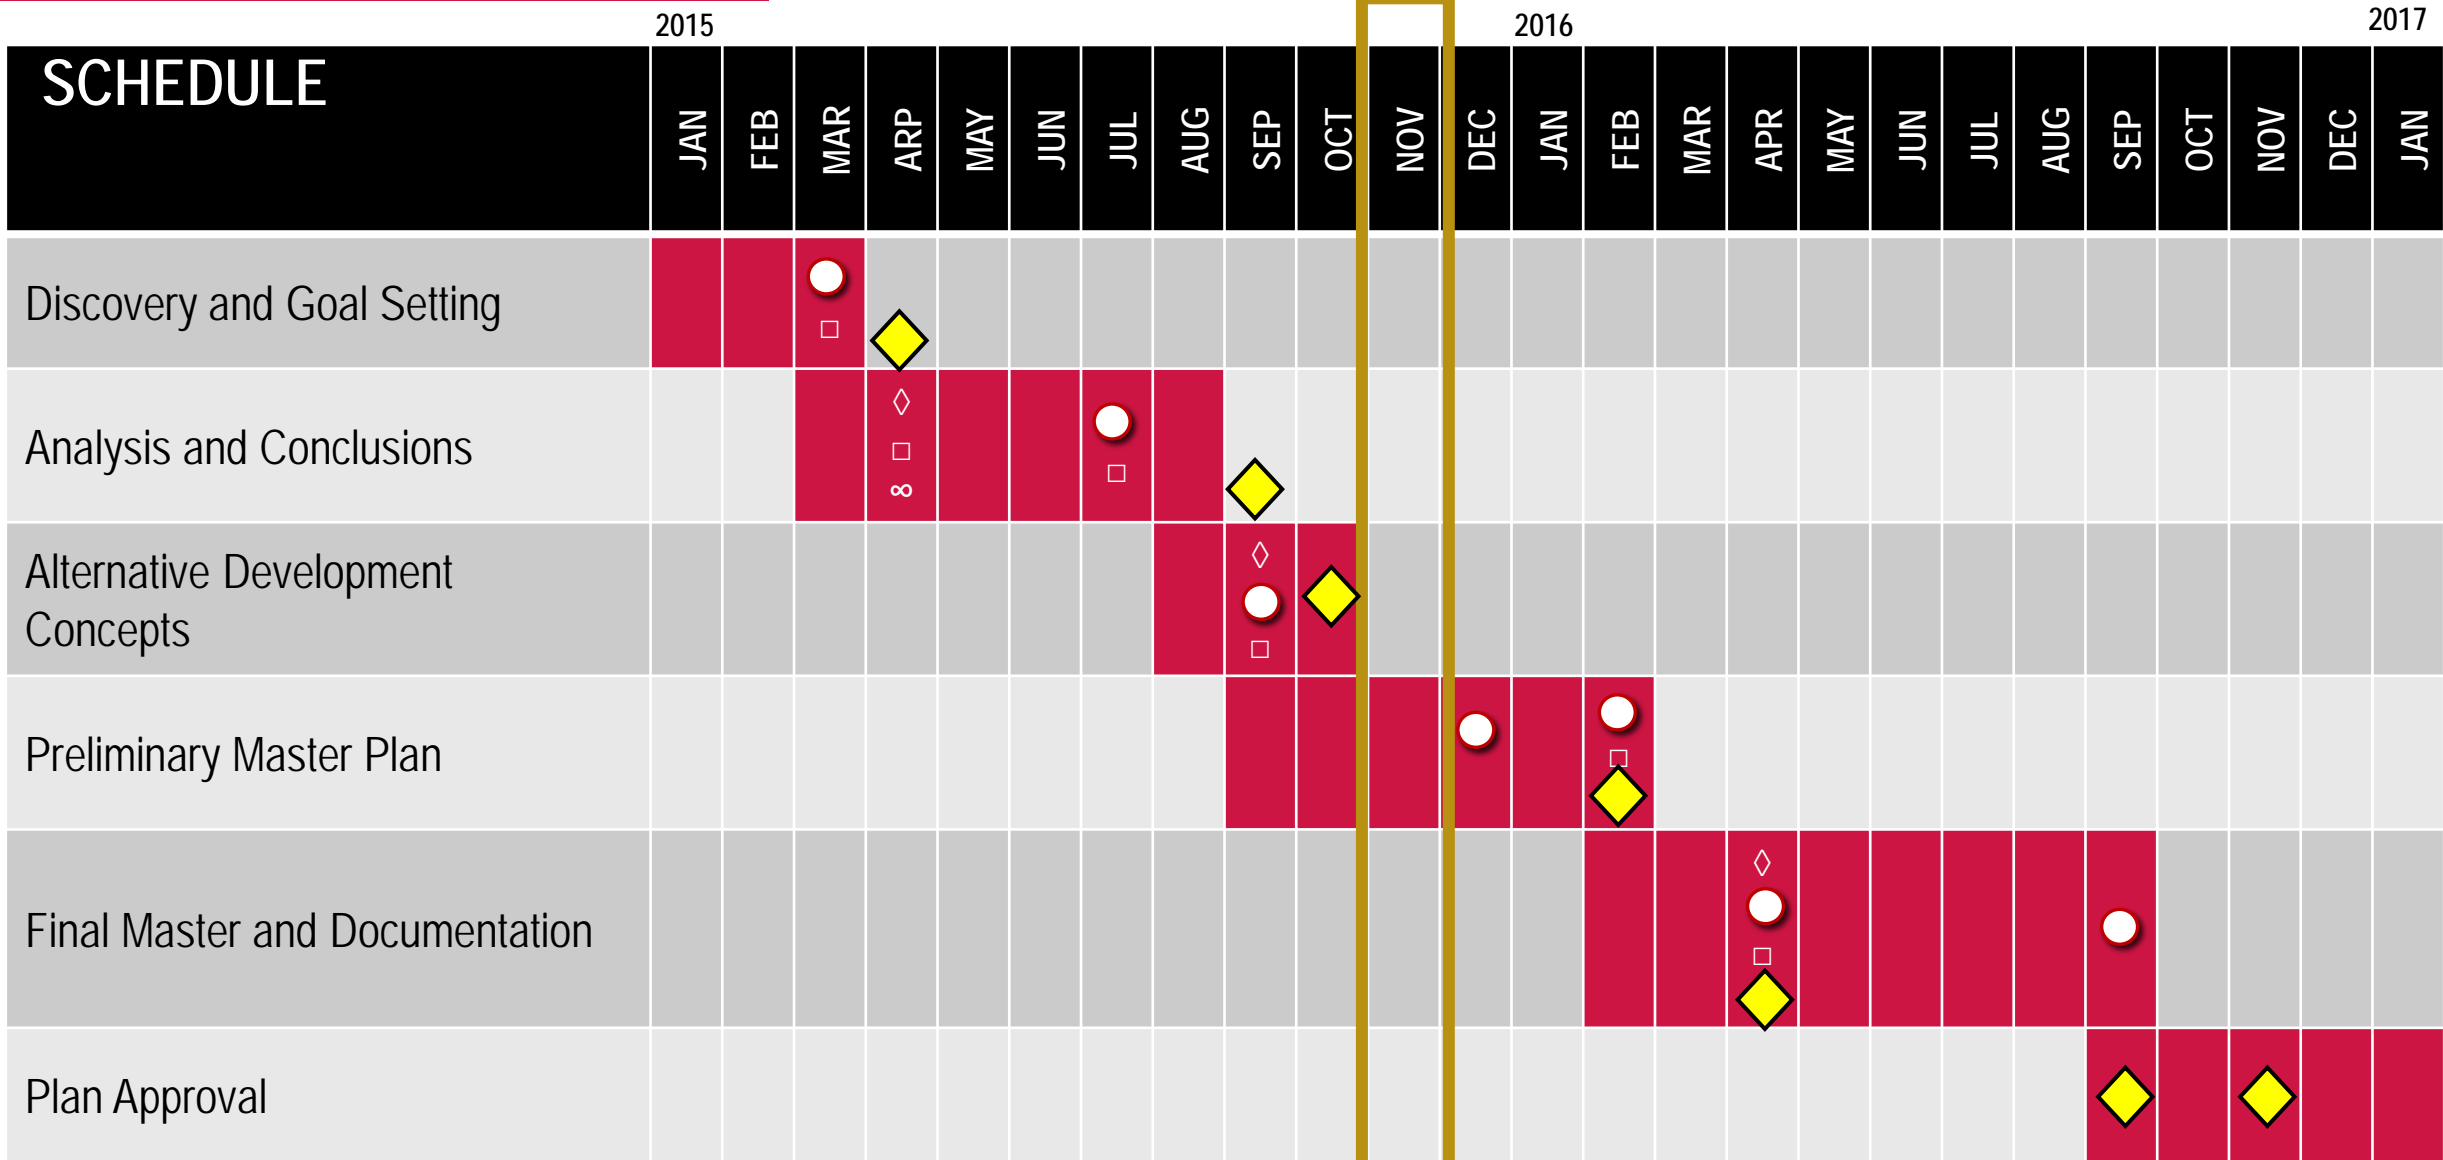 2015 2016 2017
SCHEDULE JAN FEB MAR ARP MAY JUN JUL AUG SEP OCT NOV DEC JAN FEB MAR APR MAY JUN JUL AUG SEP OCT NOV DEC JAN
Discovery and Goal Setting
Analysis and Conclusions
∞
Alternative Development
Concepts
Preliminary Master Plan
Final Master and Documentation
Plan Approval